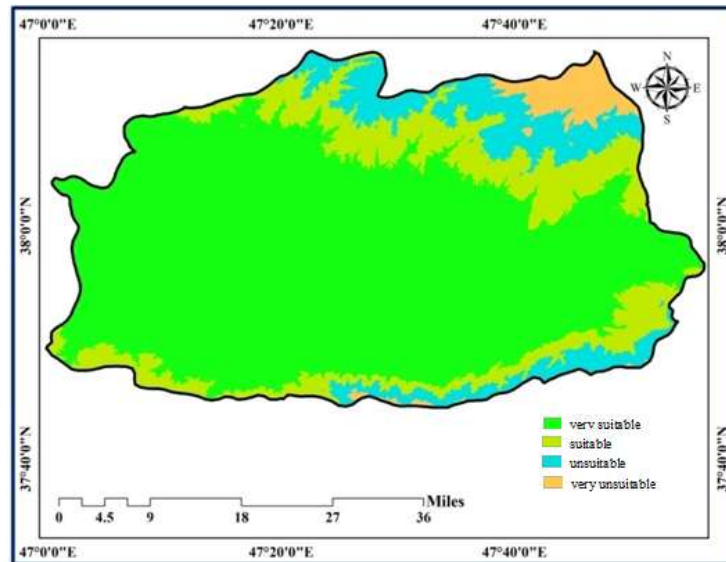 47°0'0"E 47°20'0"E 47°40'0"E
N
W E
S
38°0'0"N 38°0'0"N
very suitable
suitable
unsuitable
very unsuitable
37°40'0"N 37°40'0"N
Miles
0 4.5 9 18 27 36
47°0'0"E 47°20'0"E 47°40'0"E